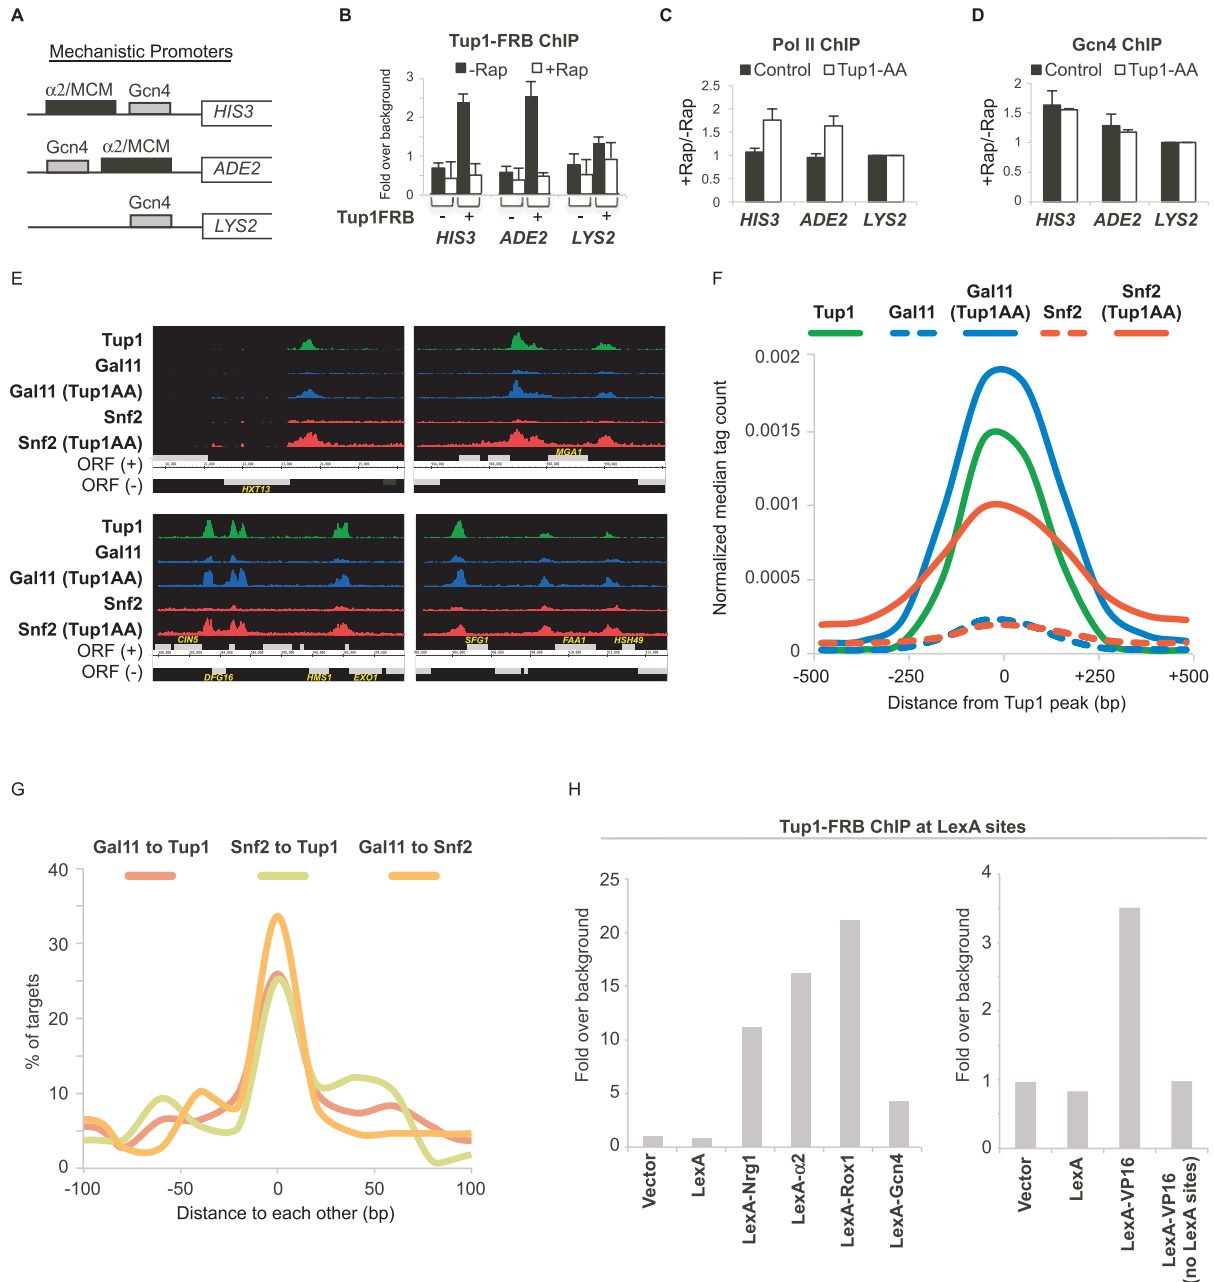 A
Mechanistic Promoters
α2/MCM
Gcn4
HIS3
Gcn4
α2/MCM
ADE2
Gcn4
LYS2
B
Tup1-FRB ChIP
-Rap
+Rap
Fold over background
3
2
1
0
Tup1FRB
- + - + - +
HIS3 ADE2 LYS2
C
Pol II ChIP
Control
Tup1-AA
+Rap/-Rap
2.5
2
1.5
1
0.5
HIS3 ADE2 LYS2
D
Gcn4 ChIP
Control
Tup1-AA
+Rap/-Rap
2
1.5
1
0.5
0
HIS3 ADE2 LYS2
E
Tup1
Gal11
Gal11 (Tup1AA)
Snf2
Snf2 (Tup1AA)
ORF (+)
ORF (-)
HXT13
MGA1
Tup1
Gal11
Gal11 (Tup1AA)
Snf2
Snf2 (Tup1AA)
ORF (+)
ORF (-)
CIN5
DFG16
HMS1
EXO1
SFG1
FAA1
HSH49
F
Tup1
Gal11
Gal11
(Tup1AA)
Snf2
Snf2
(Tup1AA)
Normalized median tag count
0.002
0.0015
0.001
0.0005
0
-500 -250 0 +250 +500
Distance from Tup1 peak (bp)
G
Gal11 to Tup1
Snf2 to Tup1
Gal11 to Snf2
% of targets
40
30
20
10
0
-100 -50 0 50 100
Distance to each other (bp)
H
Tup1-FRB ChIP at LexA sites
Fold over background
25
20
15
10
5
0
Vector
LexA
LexA-Nrg1
LexA-α2
LexA-Rox1
LexA-Gcn4
Fold over background
4
3
2
1
0
Vector
LexA
LexA-VP16
LexA-VP16
(no LexA sites)